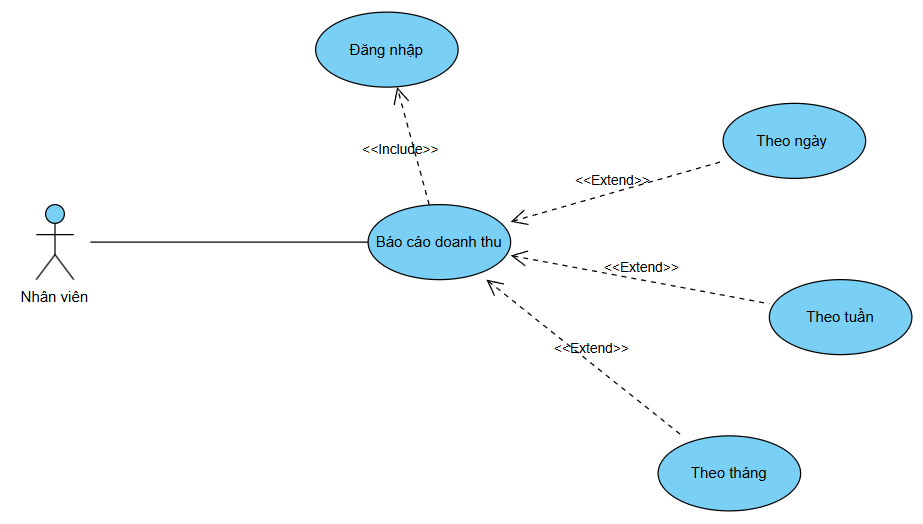 Đăng nhập
Theo ngày
<<Include>>
<<Extend>>
Báo cáo doanh thu
<<Extend>>
Nhân viên
Theo tuần
<<Extend>>
Theo tháng